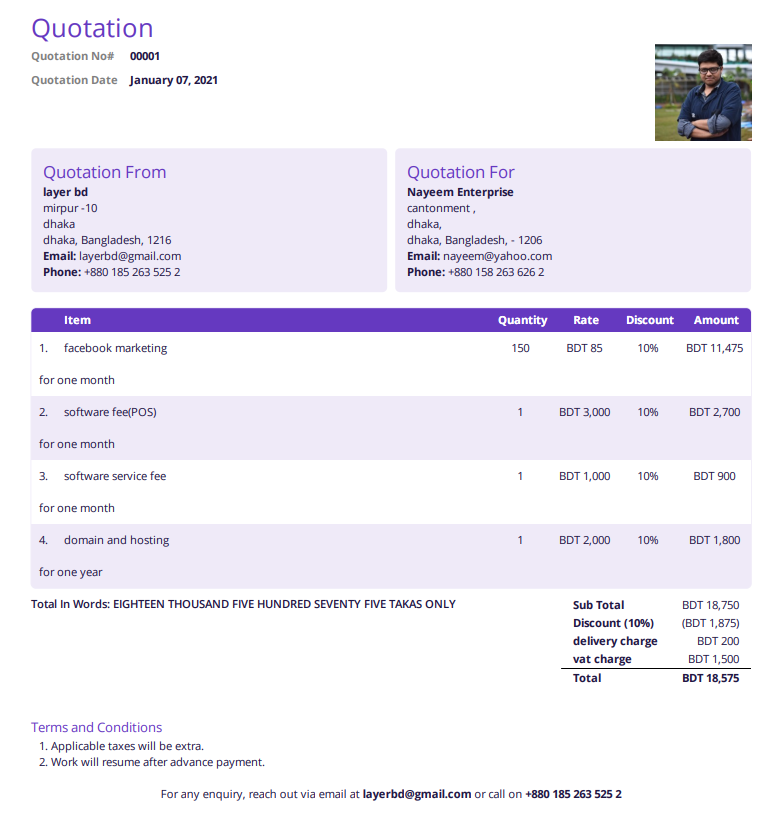 Quotation
Quotation No# 00001
Quotation Date January 07, 2021
Quotation From
layer bd
mirpur -10
dhaka
dhaka, Bangladesh, 1216
Email: layerbd@gmail.com
Phone: +880 185 263 525 2
Quotation For
Nayeem Enterprise
cantonment ,
dhaka,
dhaka, Bangladesh, - 1206
Email: nayeem@yahoo.com
Phone: +880 158 263 626 2
Item Quantity Rate Discount Amount
1. facebook marketing 150 BDT 85 10% BDT 11,475
for one month
2. software fee(POS) 1 BDT 3,000 10% BDT 2,700
for one month
3. software service fee 1 BDT 1,000 10% BDT 900
for one month
4. domain and hosting 1 BDT 2,000 10% BDT 1,800
for one year
Total In Words: EIGHTEEN THOUSAND FIVE HUNDRED SEVENTY FIVE TAKAS ONLY
Sub Total BDT 18,750
Discount (10%) (BDT 1,875)
delivery charge BDT 200
vat charge BDT 1,500
Total BDT 18,575
Terms and Conditions
1. Applicable taxes will be extra.
2. Work will resume after advance payment.
For any enquiry, reach out via email at layerbd@gmail.com or call on +880 185 263 525 2